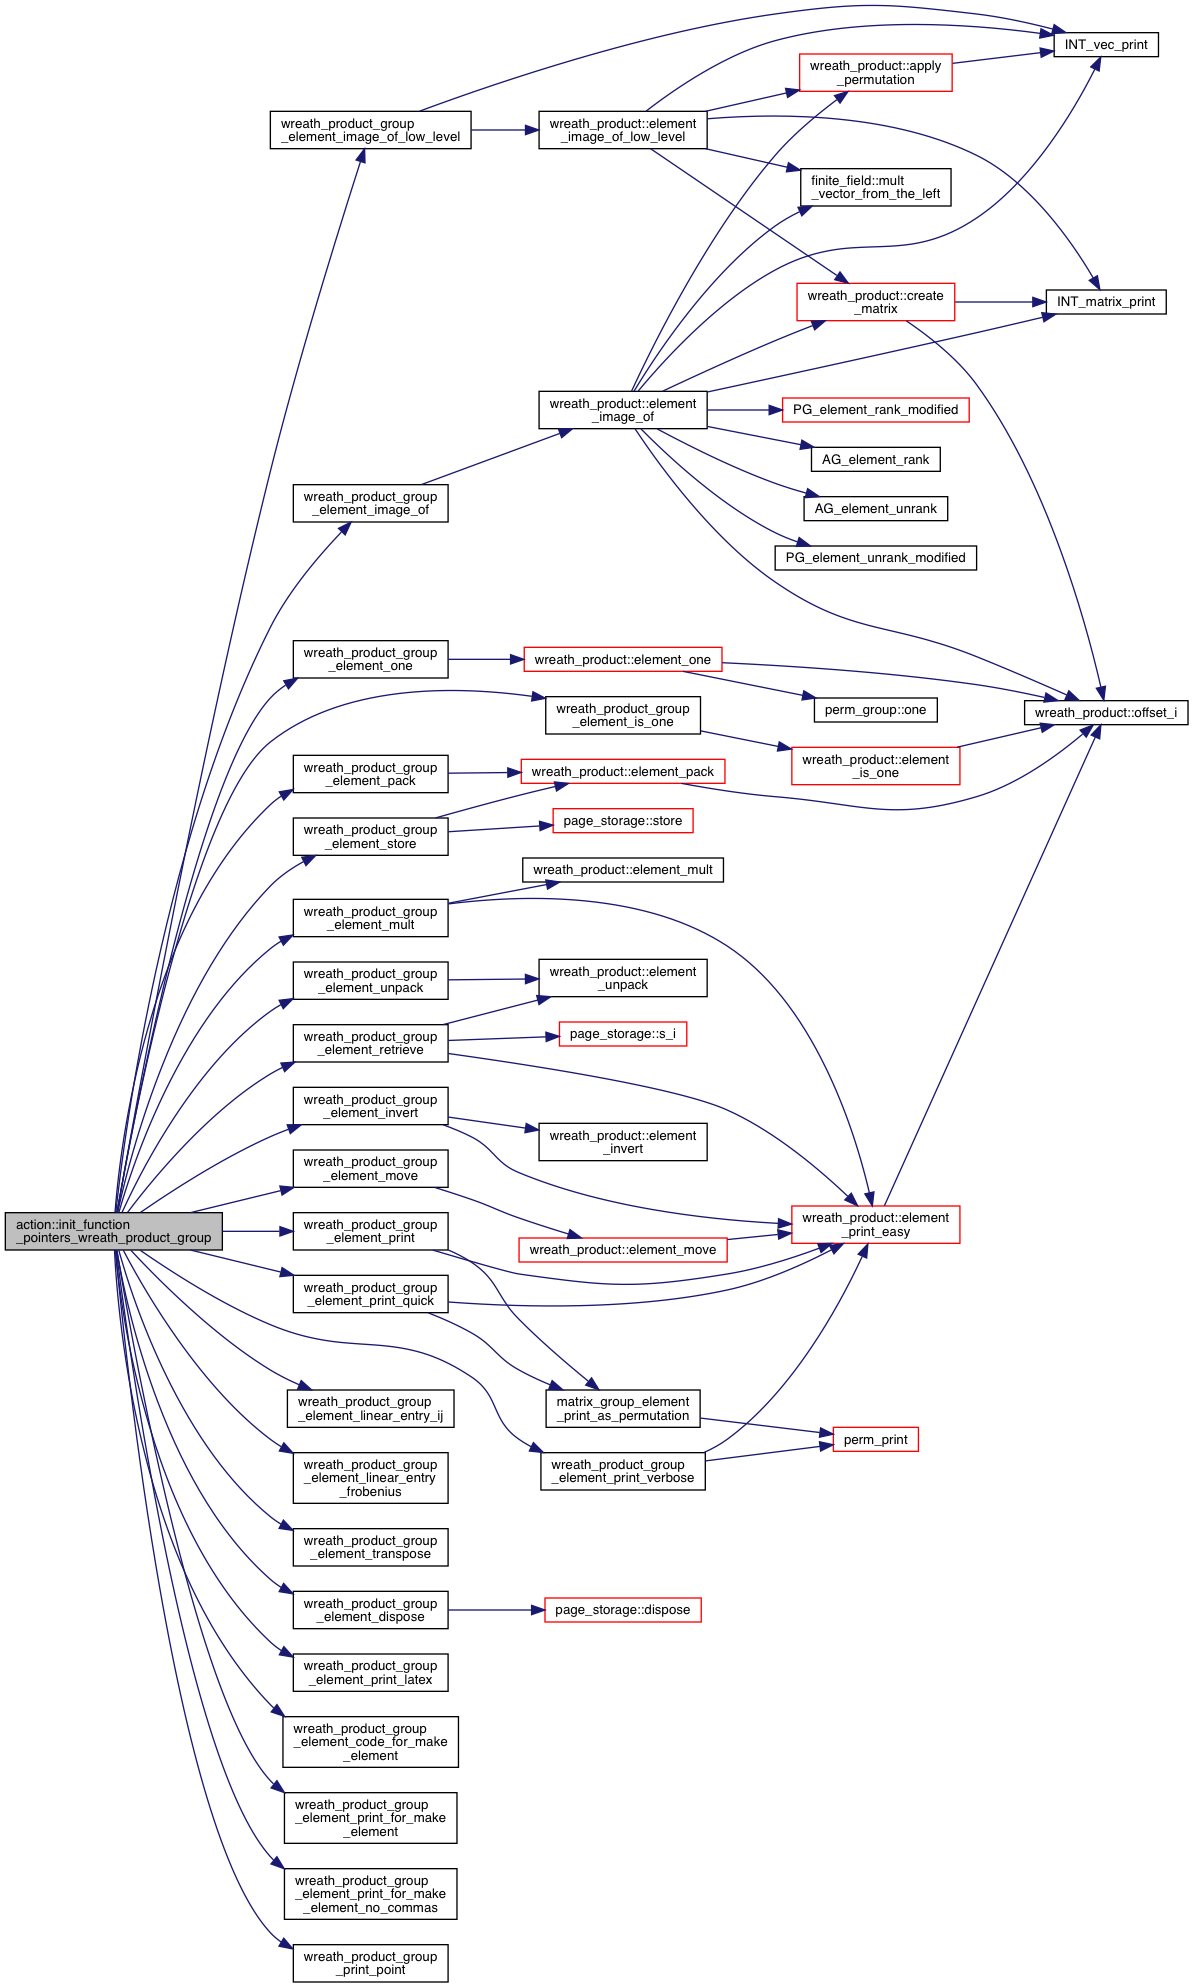 INT_vec_print
wreath_product::apply
_permutation
wreath_product_group
_element_image_of_low_level
wreath_product::element
_image_of_low_level
finite_field::mult
_vector_from_the_left
wreath_product::create
_matrix
INT_matrix_print
wreath_product::element
_image_of
PG_element_rank_modified
AG_element_rank
wreath_product_group
_element_image_of
AG_element_unrank
PG_element_unrank_modified
wreath_product_group
_element_one
wreath_product::element_one
wreath_product_group
_element_is_one
perm_group::one
wreath_product::offset_i
wreath_product_group
_element_pack
wreath_product::element_pack
wreath_product::element
_is_one
wreath_product_group
_element_store
page_storage::store
wreath_product::element_mult
wreath_product_group
_element_mult
wreath_product_group
_element_unpack
wreath_product::element
_unpack
wreath_product_group
_element_retrieve
page_storage::s_i
wreath_product_group
_element_invert
wreath_product::element
_invert
wreath_product_group
_element_move
action::init_function
_pointers_wreath_product_group
wreath_product_group
_element_print
wreath_product::element_move
wreath_product::element
_print_easy
wreath_product_group
_element_print_quick
wreath_product_group
_element_linear_entry_ij
matrix_group_element
_print_as_permutation
perm_print
wreath_product_group
_element_linear_entry
_frobenius
wreath_product_group
_element_print_verbose
wreath_product_group
_element_transpose
wreath_product_group
_element_dispose
page_storage::dispose
wreath_product_group
_element_print_latex
wreath_product_group
_element_code_for_make
_element
wreath_product_group
_element_print_for_make
_element
wreath_product_group
_element_print_for_make
_element_no_commas
wreath_product_group
_print_point